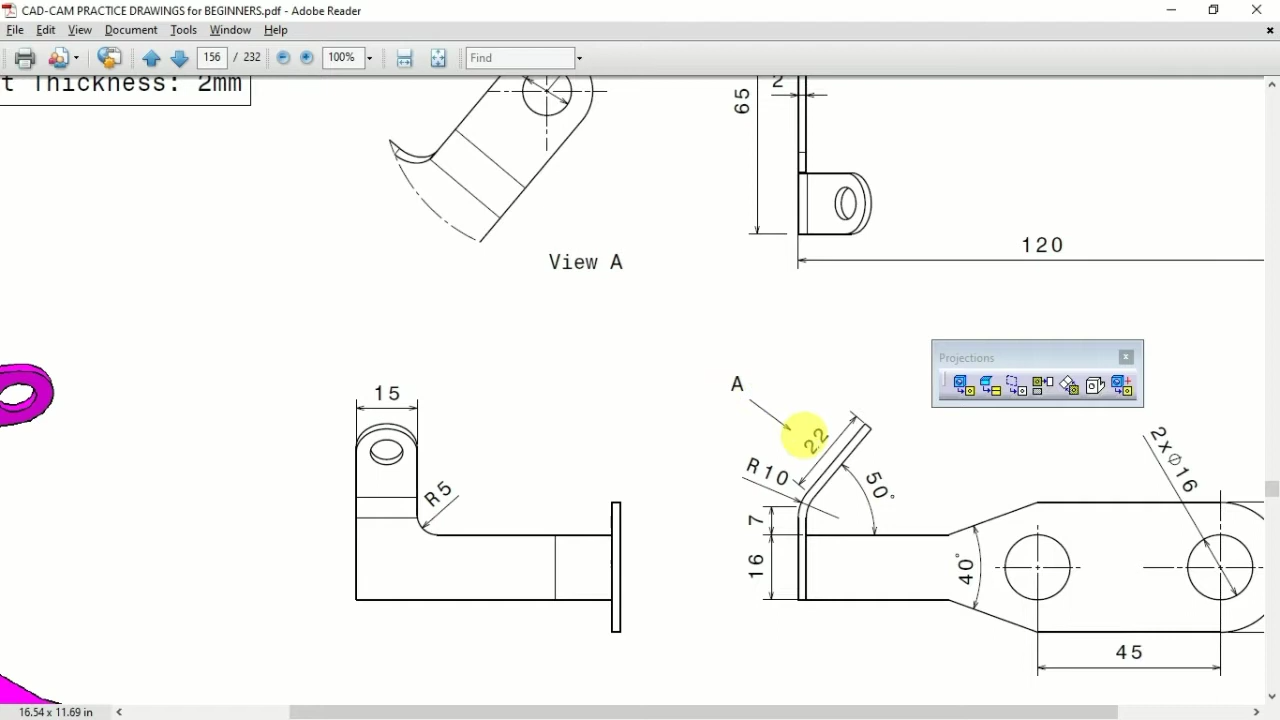 CAD-CAM PRACTICE DRAWINGS for BEGINNERS.pdf - Adobe Reader
File Edit View Document Tools Window Help
156 / 232 100% Find
t Thickness: 2mm
65
2
View A
120
Projections
15
R5
A
22
R10
50°
7
16
40°
2xØ16
45
16.54 x 11.69 in